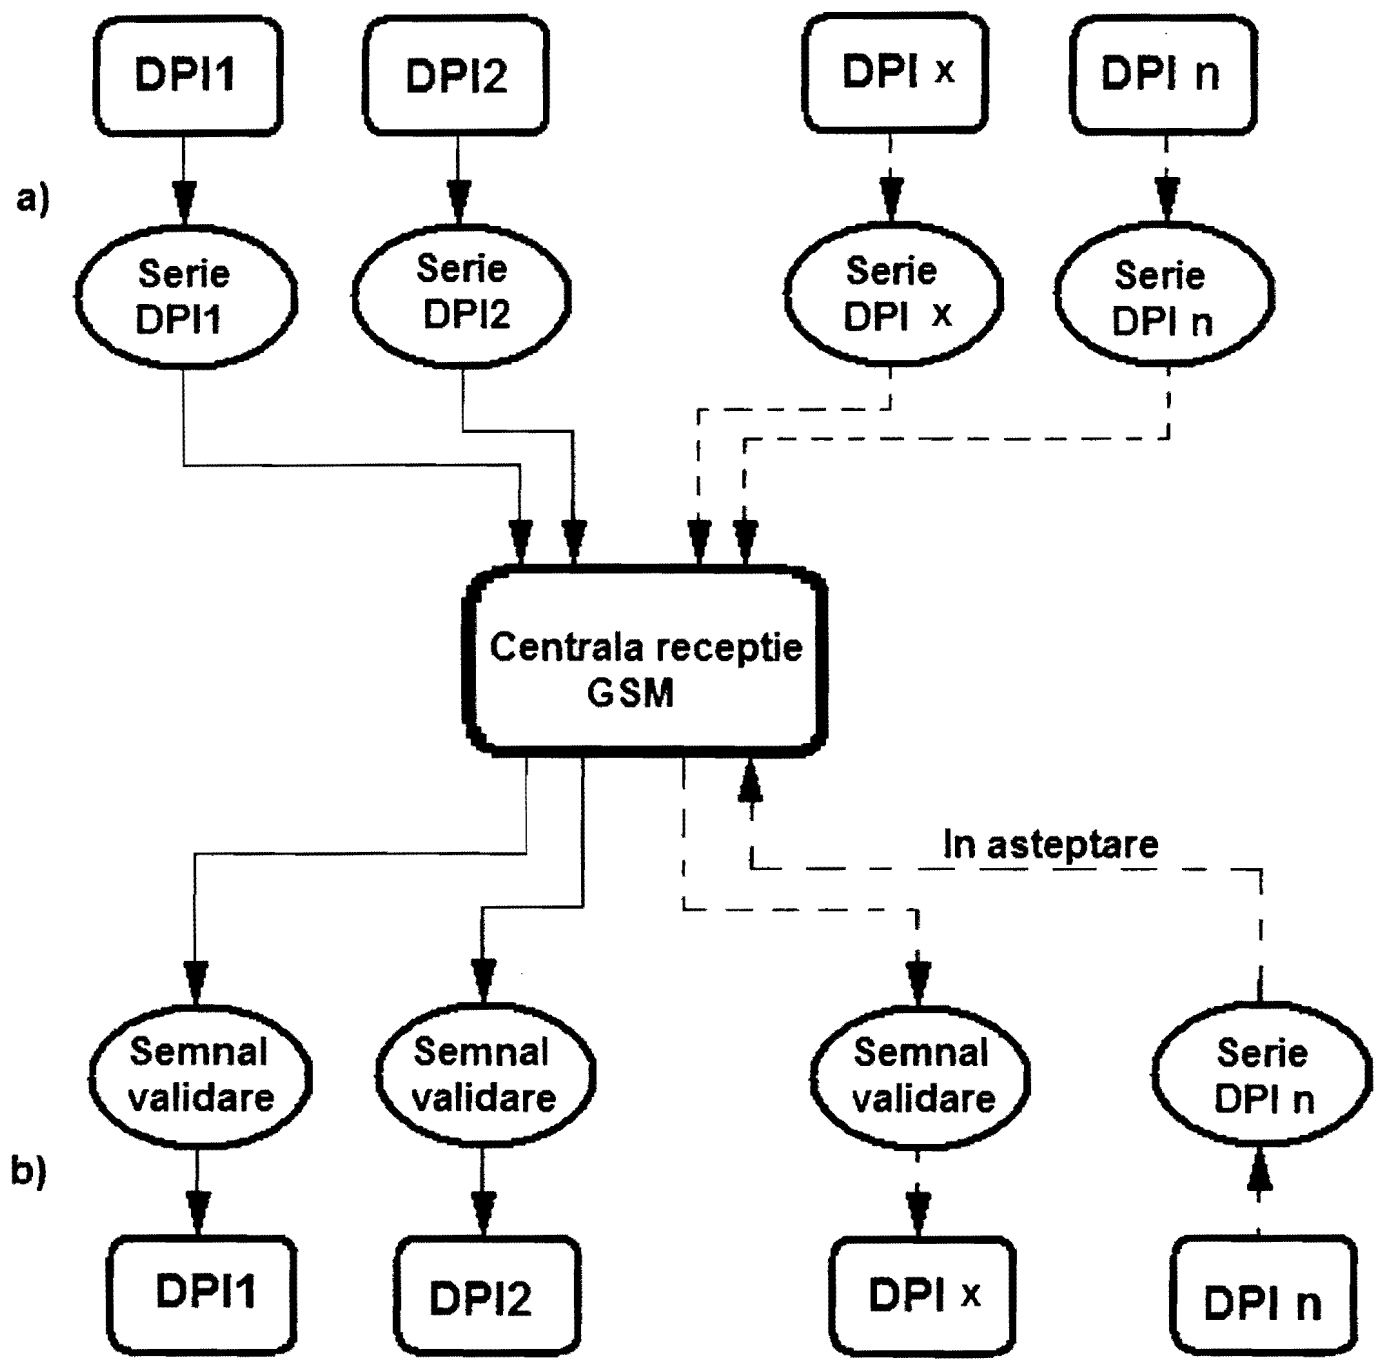 DPI1
DPI2
DPI x
DPI n
a)
Serie
DPI1
Serie
DPI2
Serie
DPI x
Serie
DPI n
Centrala receptie
GSM
In asteptare
Semnal
validare
Semnal
validare
Semnal
validare
Serie
DPI n
b)
DPI1
DPI2
DPI x
DPI n